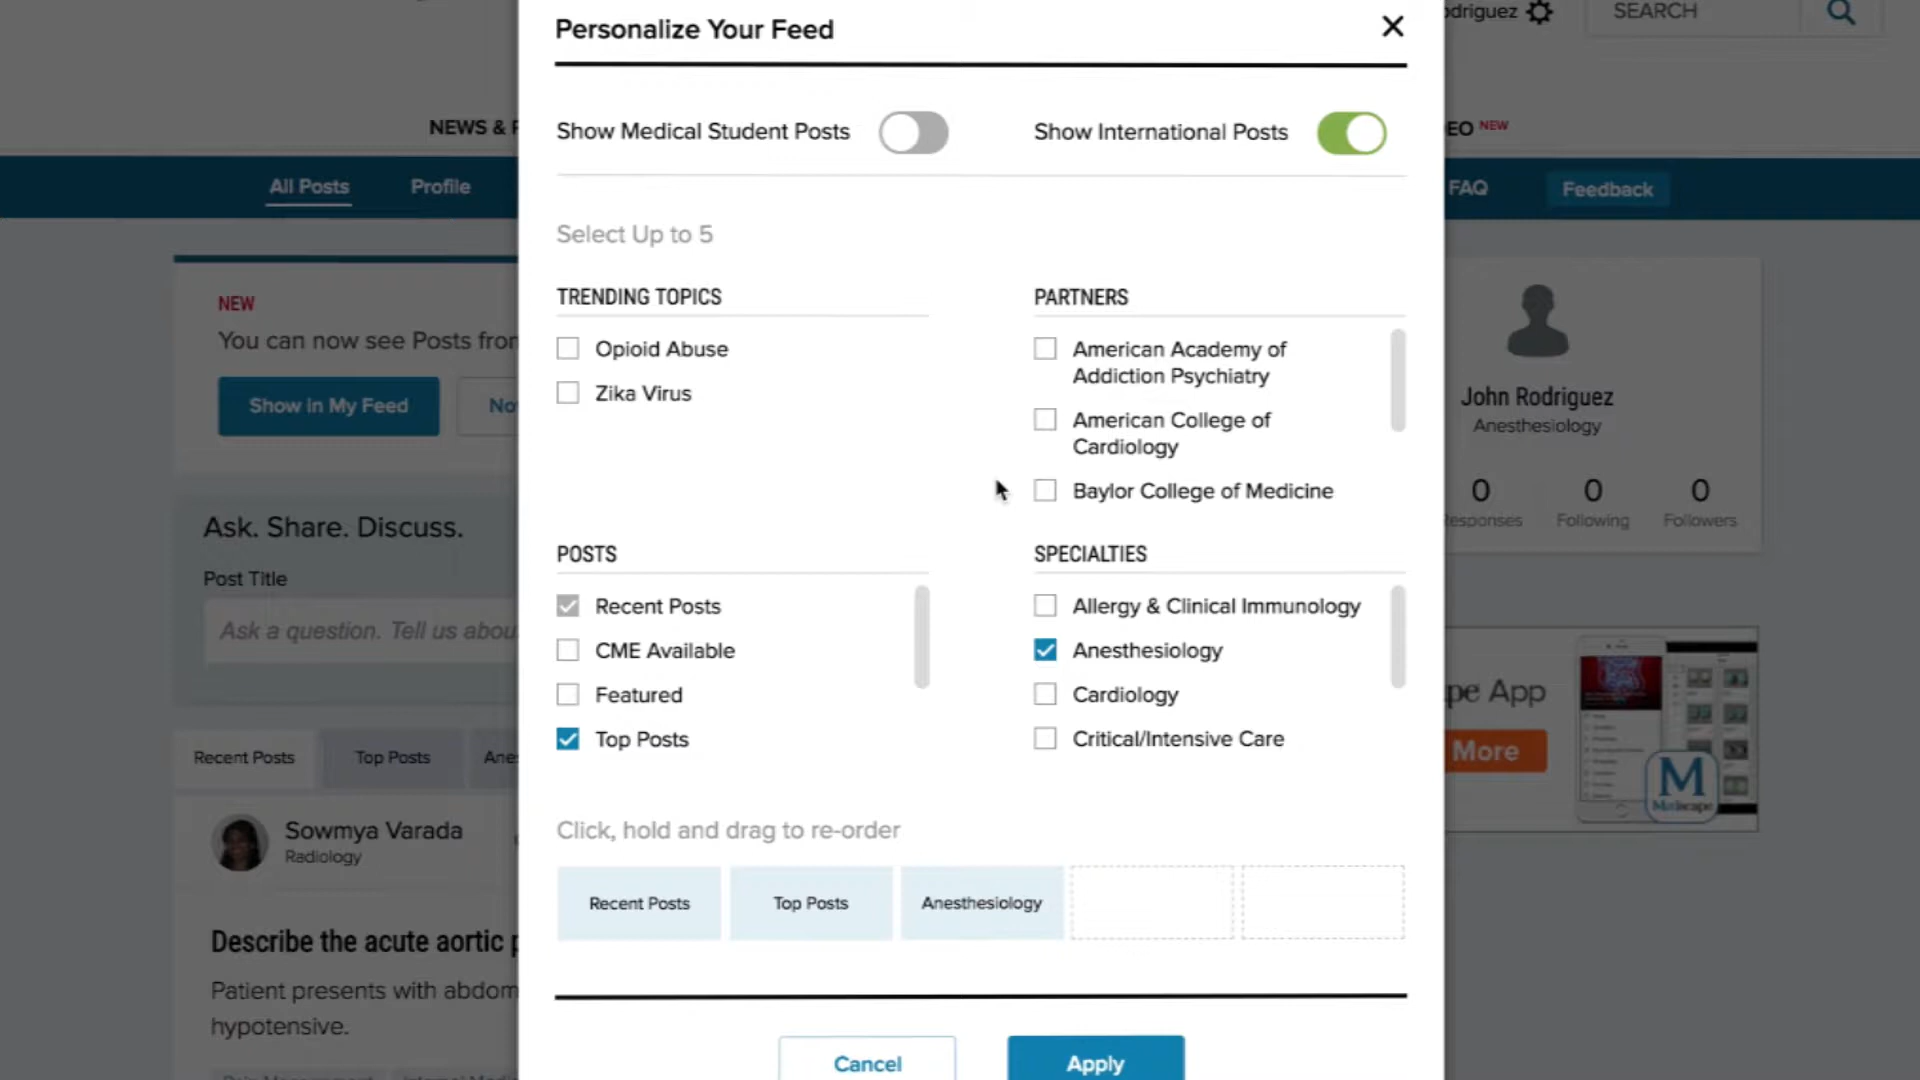 Personalize Your Feed
SEARCH
NEWS &
NEW
Show Medical Student Posts
Show International Posts
All Posts
Profile
FAQ
Feedback
Select Up to 5
TRENDING TOPICS
Opioid Abuse
Zika Virus
PARTNERS
American Academy of
Addiction Psychiatry
American College of
Cardiology
Baylor College of Medicine
NEW
You can now see Posts from
Show in My Feed
John Rodriguez
Anesthesiology
0
0
0
Following
Followers
Ask. Share. Discuss.
Post Title
Ask a question. Tell us about
POSTS
Recent Posts
CME Available
Featured
Top Posts
SPECIALTIES
Allergy & Clinical Immunology
Anesthesiology
Cardiology
Critical/Intensive Care
App
More
M
Medscape
Recent Posts
Top Posts
Sowmya Varada
Radiology
Click, hold and drag to re-order
Recent Posts
Top Posts
Anesthesiology
Describe the acute aortic
Patient presents with abdom
hypotensive.
Cancel
Apply